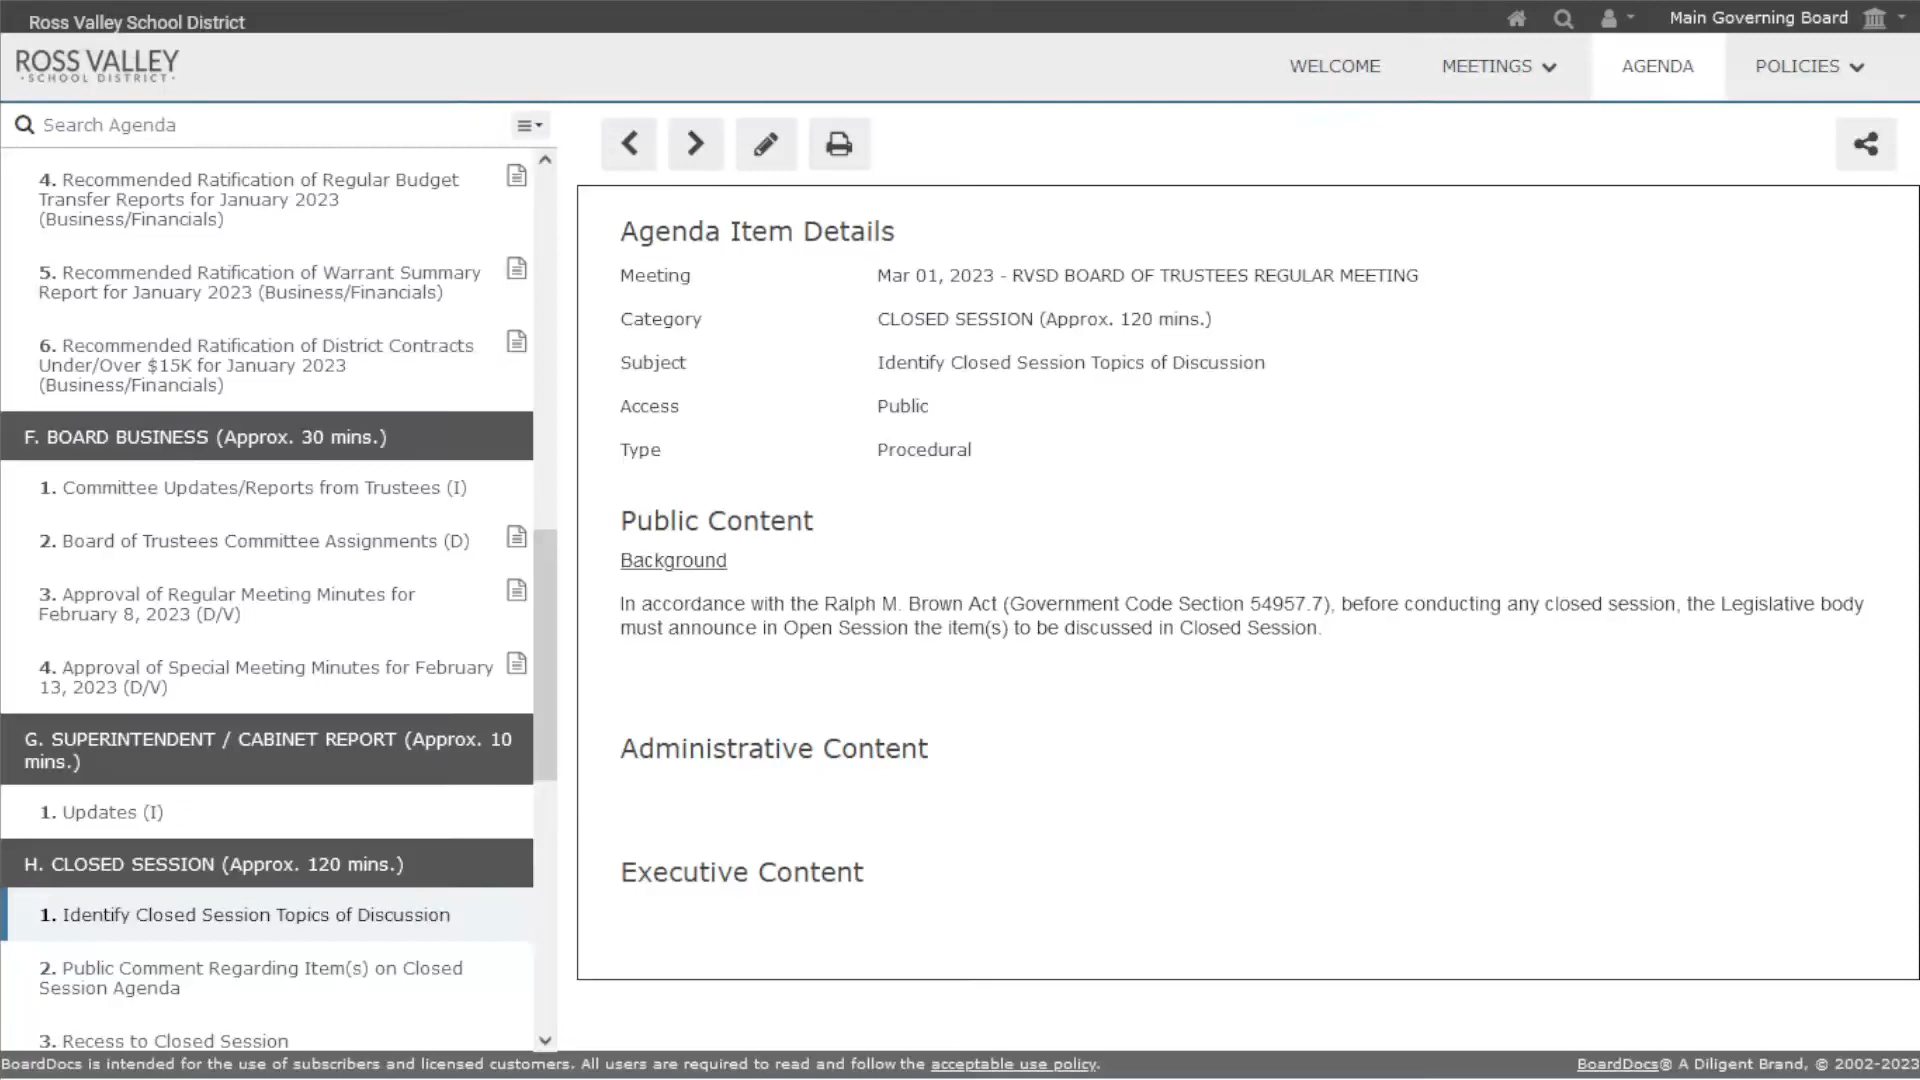 Ross Valley School District
Main Governing Board
ROSS VALLEY
·SCHOOL DISTRICT·
WELCOME
MEETINGS
AGENDA
POLICIES
Search Agenda
4. Recommended Ratification of Regular Budget
Transfer Reports for January 2023
(Business/Financials)
5. Recommended Ratification of Warrant Summary
Report for January 2023 (Business/Financials)
6. Recommended Ratification of District Contracts
Under/Over $15K for January 2023
(Business/Financials)
F. BOARD BUSINESS (Approx. 30 mins.)
1. Committee Updates/Reports from Trustees (I)
2. Board of Trustees Committee Assignments (D)
3. Approval of Regular Meeting Minutes for
February 8, 2023 (D/V)
4. Approval of Special Meeting Minutes for February
13, 2023 (D/V)
G. SUPERINTENDENT / CABINET REPORT (Approx. 10
mins.)
1. Updates (I)
H. CLOSED SESSION (Approx. 120 mins.)
1. Identify Closed Session Topics of Discussion
2. Public Comment Regarding Item(s) on Closed
Session Agenda
3. Recess to Closed Session
Agenda Item Details
Meeting Mar 01, 2023 - RVSD BOARD OF TRUSTEES REGULAR MEETING
Category CLOSED SESSION (Approx. 120 mins.)
Subject Identify Closed Session Topics of Discussion
Access Public
Type Procedural
Public Content
Background
In accordance with the Ralph M. Brown Act (Government Code Section 54957.7), before conducting any closed session, the Legislative body
must announce in Open Session the item(s) to be discussed in Closed Session.
Administrative Content
Executive Content
BoardDocs is intended for the use of subscribers and licensed customers. All users are required to read and follow the acceptable use policy.
BoardDocs® A Diligent Brand, © 2002-2023